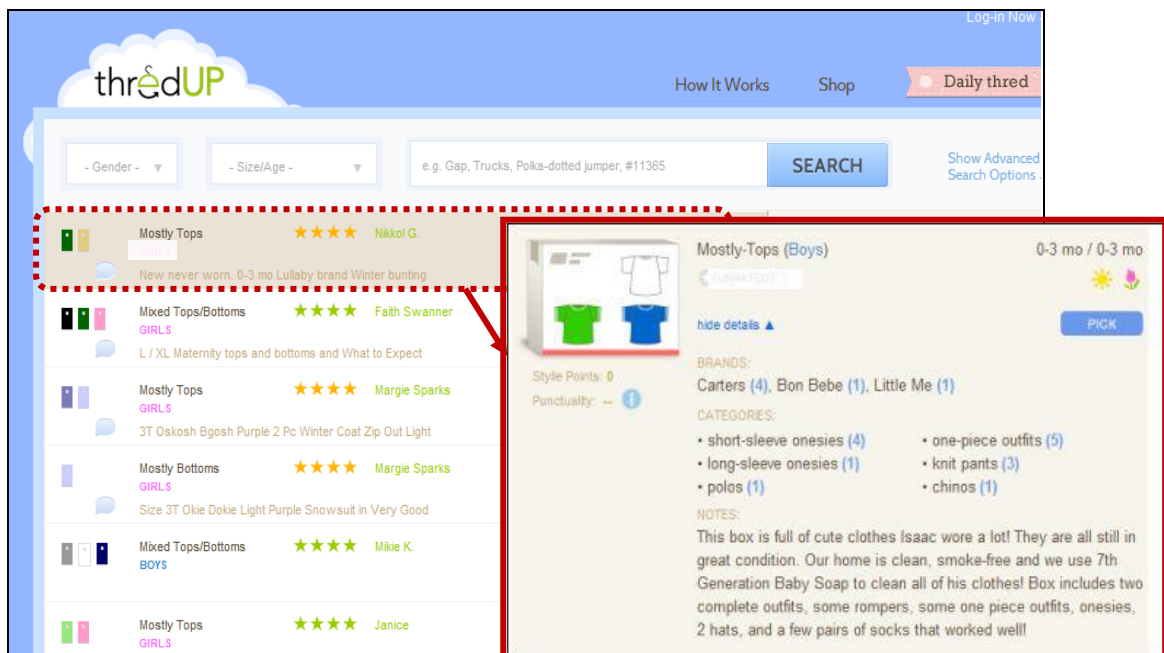 Log-in Now
thredUP
How It Works
Shop
Daily thred
- Gender -
- Size/Age -
e.g. Gap, Trucks, Polka-dotted jumper, #11365
SEARCH
Show Advanced
Search Options
Mostly Tops
Nikkol G.
GIRLS
New never worn. 0-3 mo Lullaby brand Winter bunting
Mixed Tops/Bottoms
Faith Swanner
GIRLS
L / XL Maternity tops and bottoms and What to Expect
Mostly Tops
Margie Sparks
GIRLS
3T Oskosh Bgosh Purple 2 Pc Winter Coat Zip Out Light
Mostly Bottoms
Margie Sparks
GIRLS
Size 3T Okie Dokie Light Purple Snowsuit in Very Good
Mixed Tops/Bottoms
Mikie K.
BOYS
Mostly Tops
Janice
GIRLS
Mostly-Tops (Boys)
0-3 mo / 0-3 mo
(UNRATED)
hide details ▲
PICK
Style Points: 0
Punctuality: --
BRANDS:
Carters (4), Bon Bebe (1), Little Me (1)
CATEGORIES:
• short-sleeve onesies (4)
• one-piece outfits (5)
• long-sleeve onesies (1)
• knit pants (3)
• polos (1)
• chinos (1)
NOTES:
This box is full of cute clothes Isaac wore a lot! They are all still in
great condition. Our home is clean, smoke-free and we use 7th
Generation Baby Soap to clean all of his clothes! Box includes two
complete outfits, some rompers, some one piece outfits, onesies,
2 hats, and a few pairs of socks that worked well!